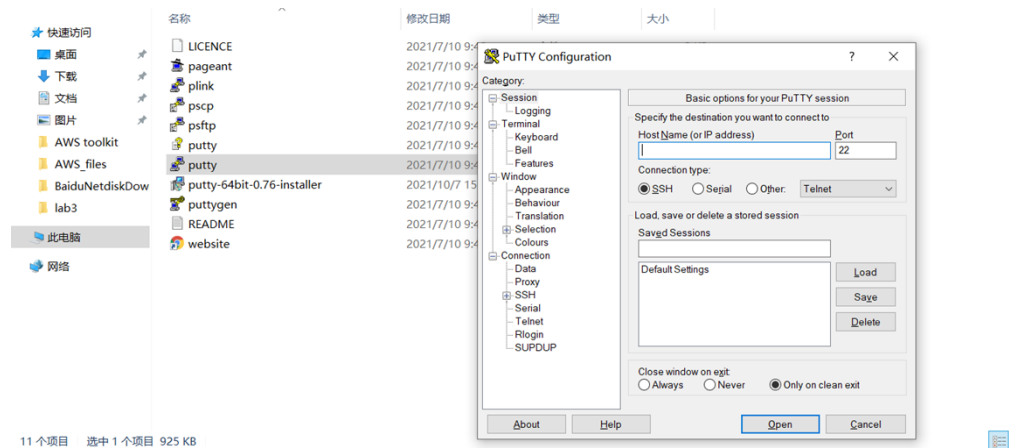 名称 修改日期 类型 大小
快速访问
桌面
下载
文档
图片
AWS toolkit
AWS_files
BaiduNetdiskDow
lab3
此电脑
网络
LICENCE 2021/7/10 9:4
pageant 2021/7/10 9:4
plink 2021/7/10 9:4
pscp 2021/7/10 9:4
psftp 2021/7/10 9:4
putty 2021/7/10 9:4
putty 2021/7/10 9:4
putty-64bit-0.76-installer 2021/10/7 15
puttygen 2021/7/10 9:4
README 2021/7/10 9:4
website 2021/7/10 9:4
PuTTY Configuration ? ×
Category:
Session
Logging
Terminal
Keyboard
Bell
Features
Window
Appearance
Behaviour
Translation
Selection
Colours
Connection
Data
Proxy
SSH
Serial
Telnet
Rlogin
SUPDUP
Basic options for your PuTTY session
Specify the destination you want to connect to
Host Name (or IP address) Port
22
Connection type:
SSH Serial Other: Telnet
Load, save or delete a stored session
Saved Sessions
Default Settings
Load
Save
Delete
Close window on exit:
Always Never Only on clean exit
About Help Open Cancel
11 个项目 选中 1 个项目 925 KB